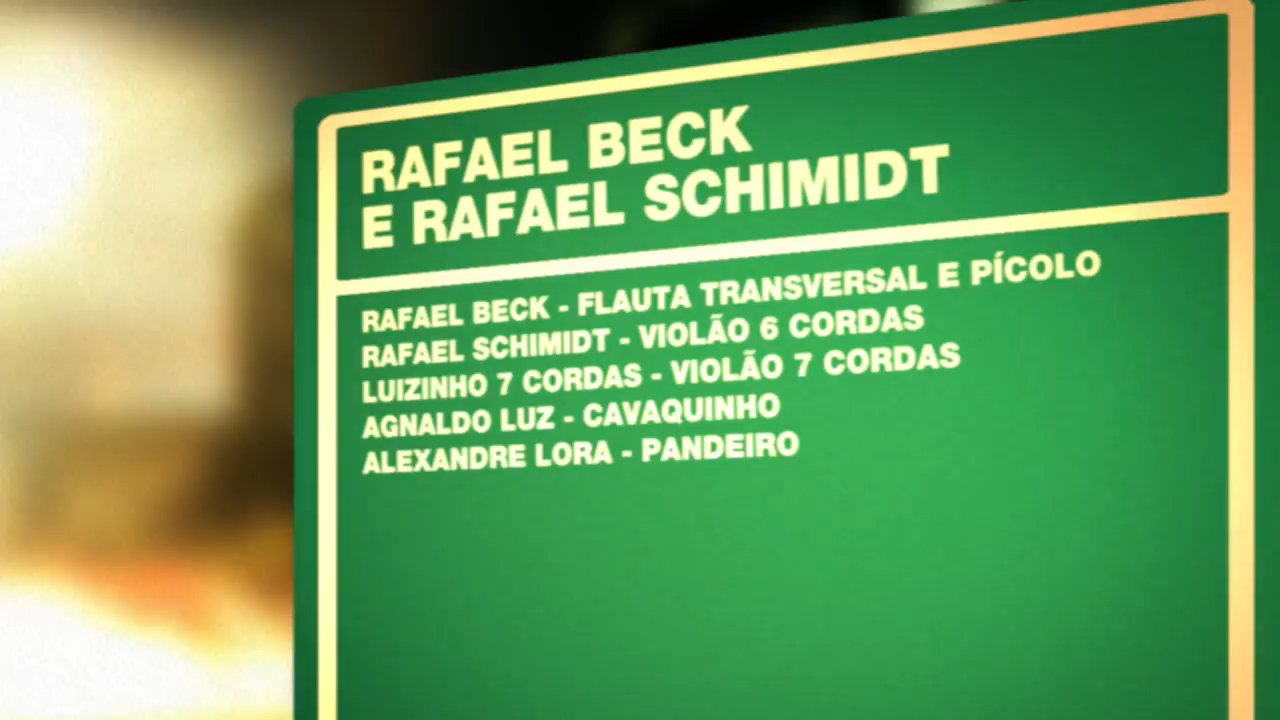 RAFAEL BECK
E RAFAEL SCHIMIDT
RAFAEL BECK - FLAUTA TRANSVERSAL E PÍCOLO
RAFAEL SCHIMIDT - VIOLÃO 6 CORDAS
LUIZINHO 7 CORDAS - VIOLÃO 7 CORDAS
AGNALDO LUZ - CAVAQUINHO
ALEXANDRE LORA - PANDEIRO